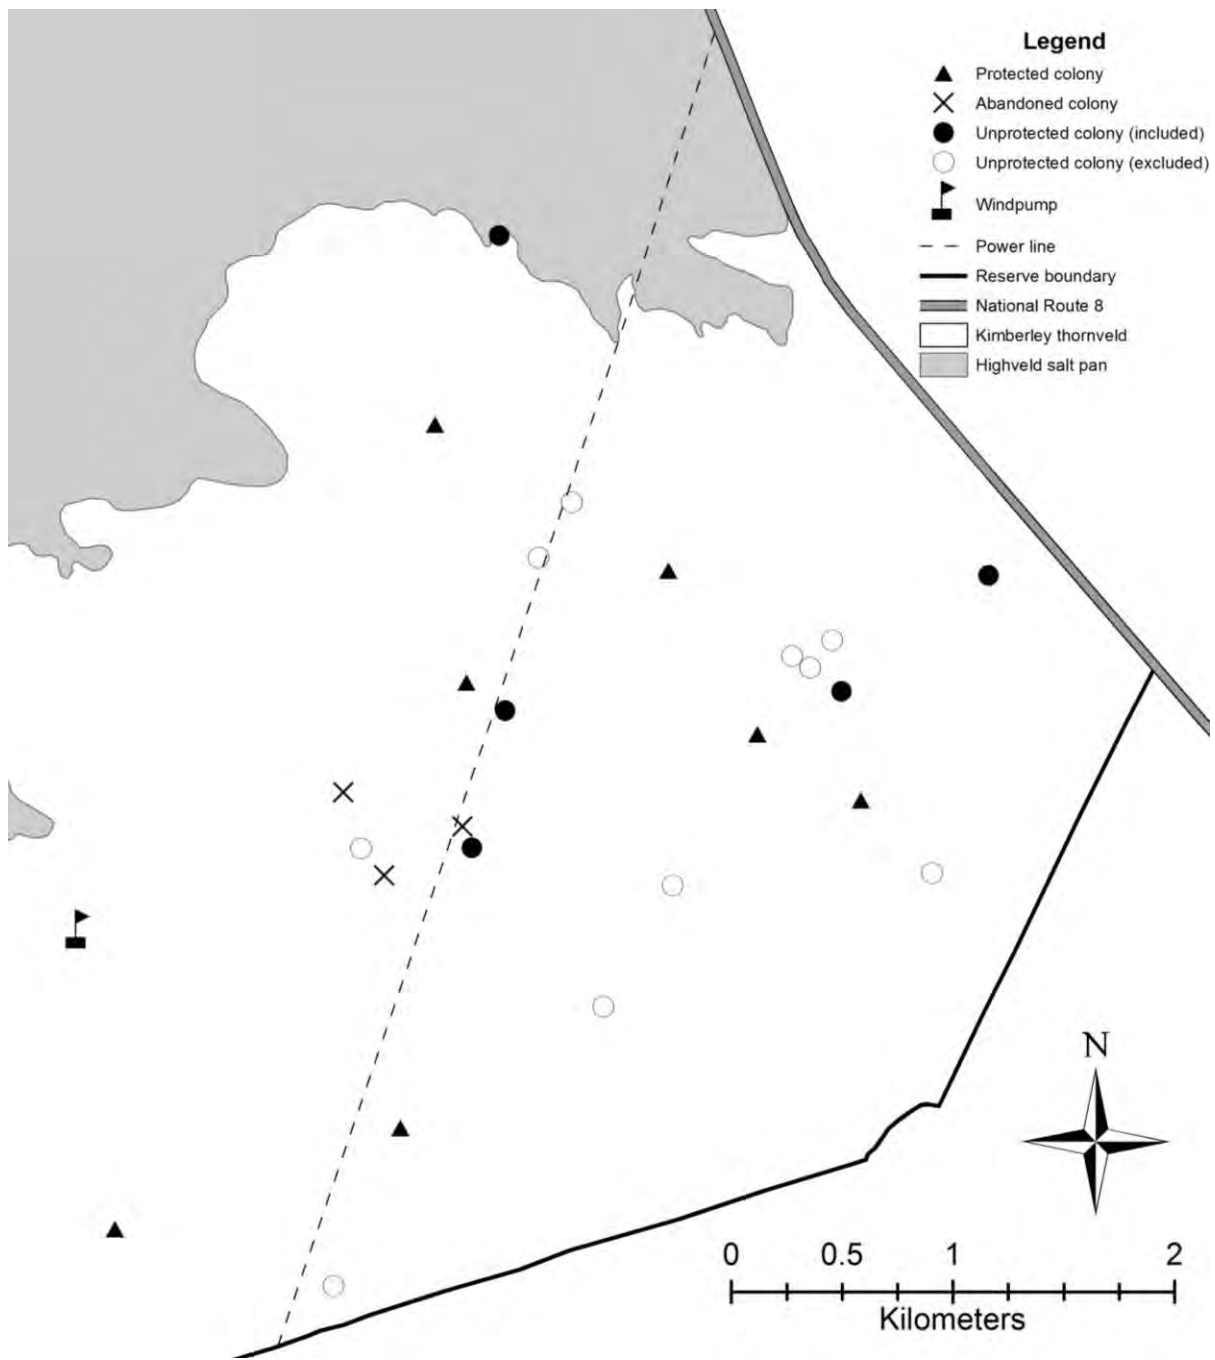 Legend
Protected colony
Abandoned colony
Unprotected colony (included)
Unprotected colony (excluded)
Windpump
Power line
Reserve boundary
National Route 8
Kimberley thornveld
Highveld salt pan
N
0 0.5 1 2
Kilometers